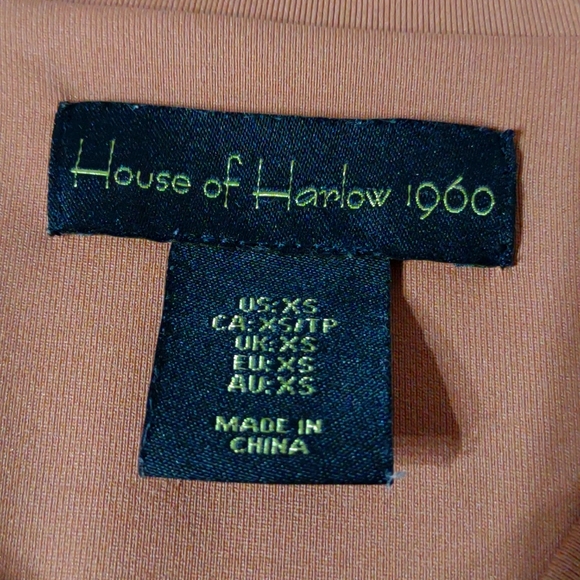 House of Harlow 1960
US: XS
CA: XS/TP
UK: XS
EU: XS
AU: XS
MADE IN
CHINA